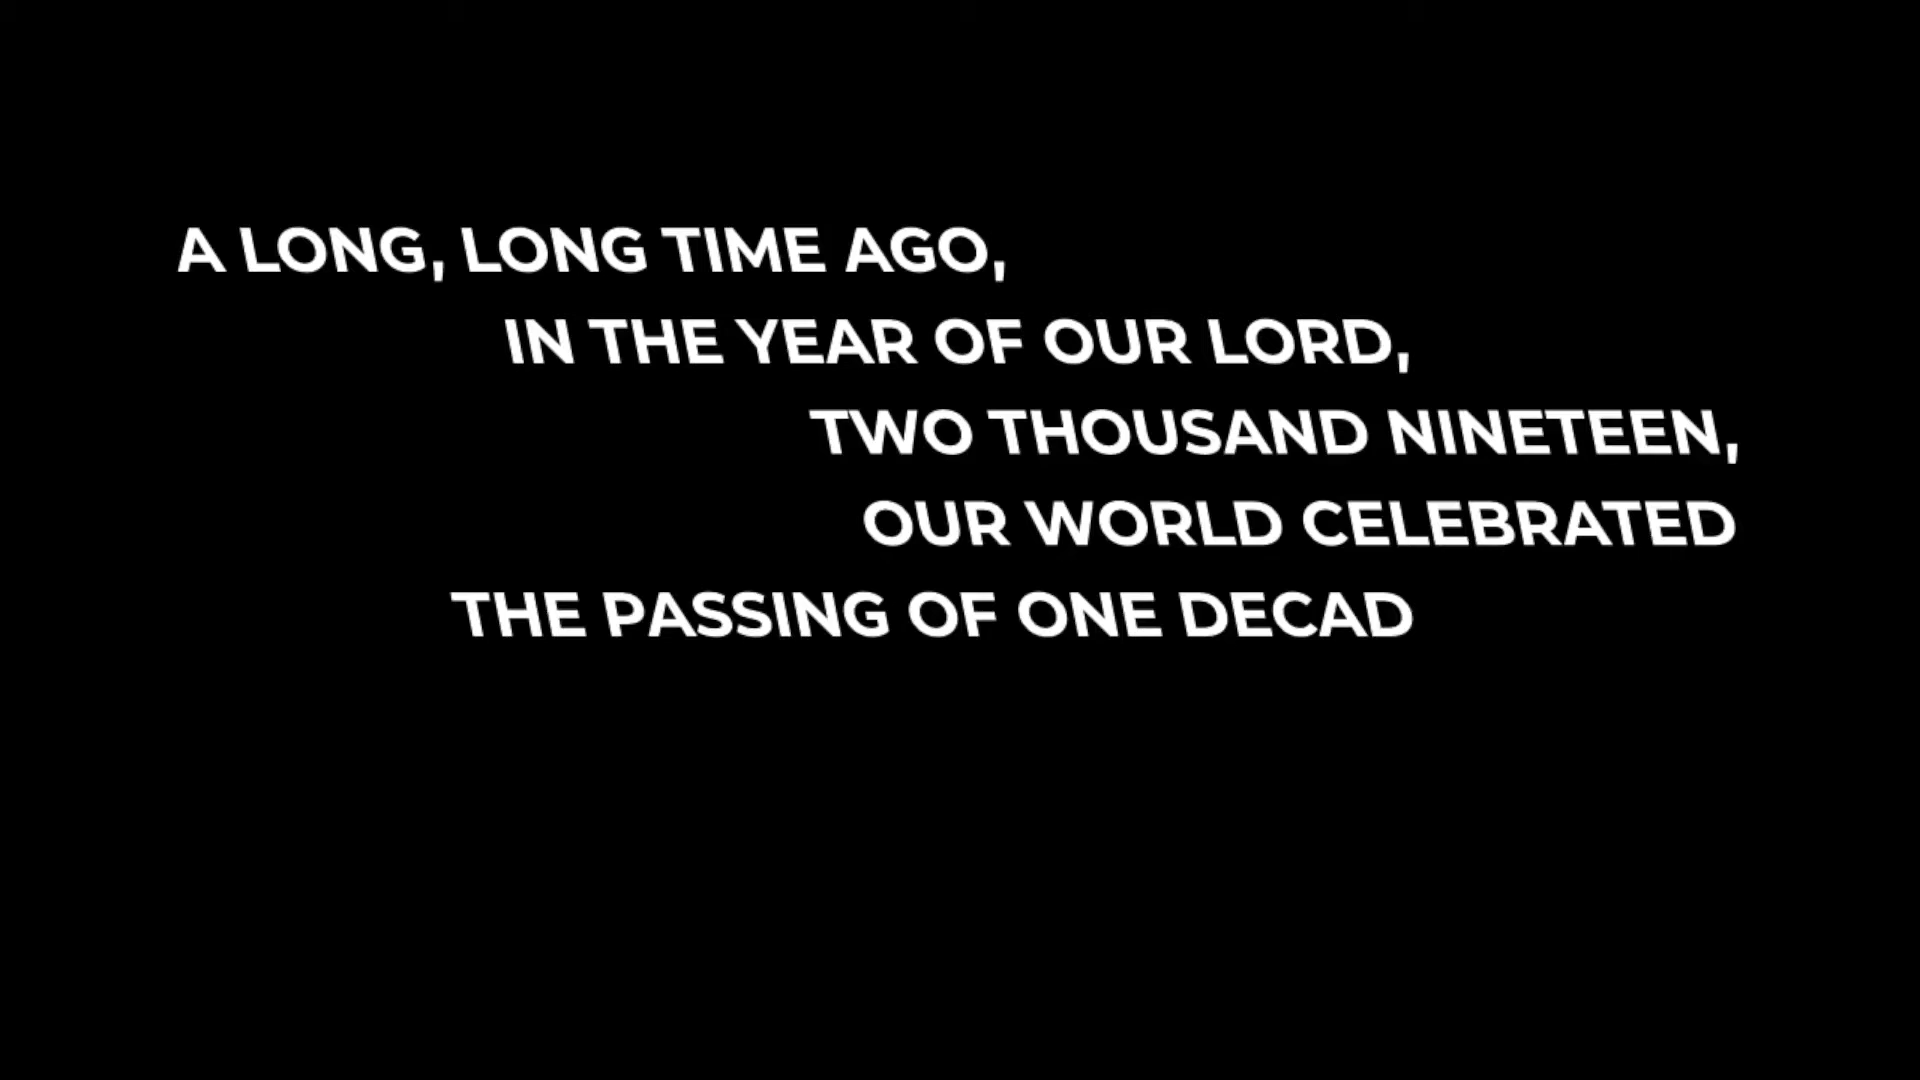 A LONG, LONG TIME AGO,
IN THE YEAR OF OUR LORD,
TWO THOUSAND NINETEEN,
OUR WORLD CELEBRATED
THE PASSING OF ONE DECAD